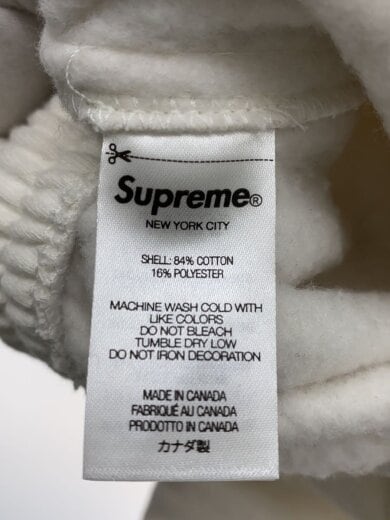 Supreme®
NEW YORK CITY
SHELL: 84% COTTON
16% POLYESTER
MACHINE WASH COLD WITH
LIKE COLORS
DO NOT BLEACH
TUMBLE DRY LOW
DO NOT IRON DECORATION
MADE IN CANADA
FABRIQUÉ AU CANADA
PRODOTTO IN CANADA
カナダ製